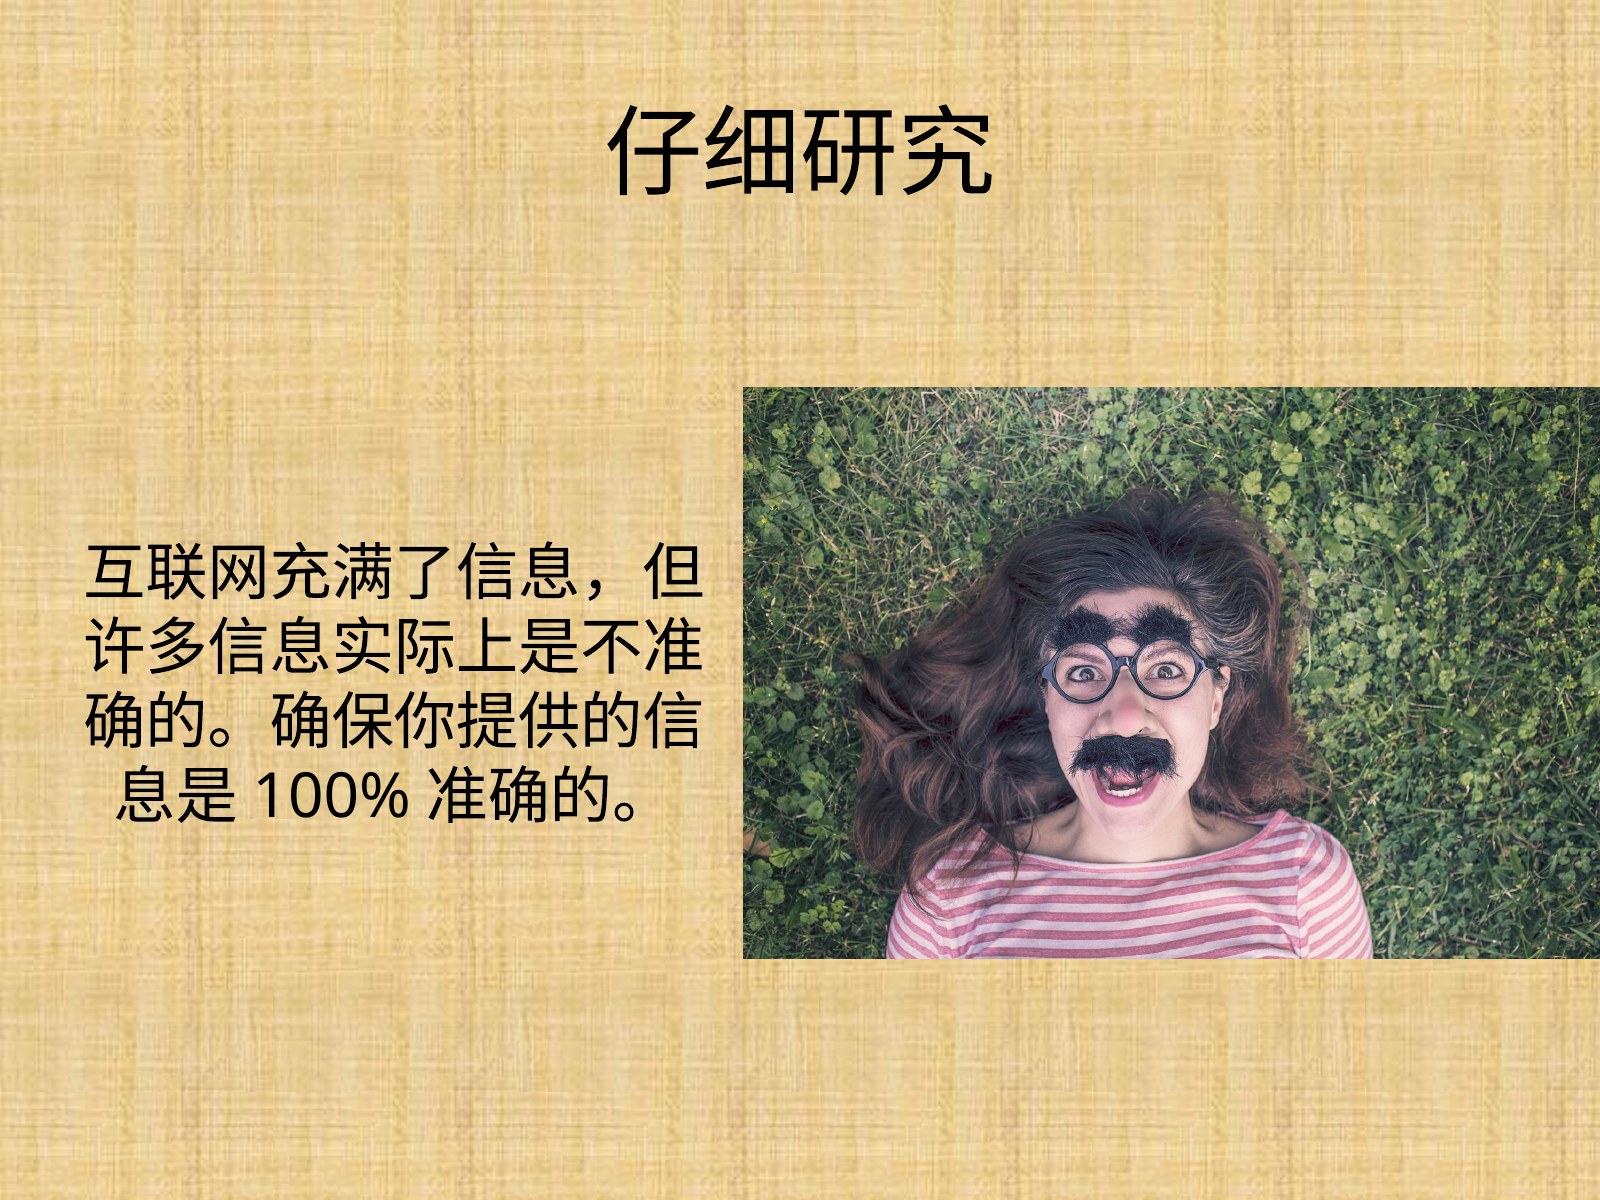 仔细研究
互联网充满了信息，但
许多信息实际上是不准
确的。确保你提供的信
息是 100% 准确的。